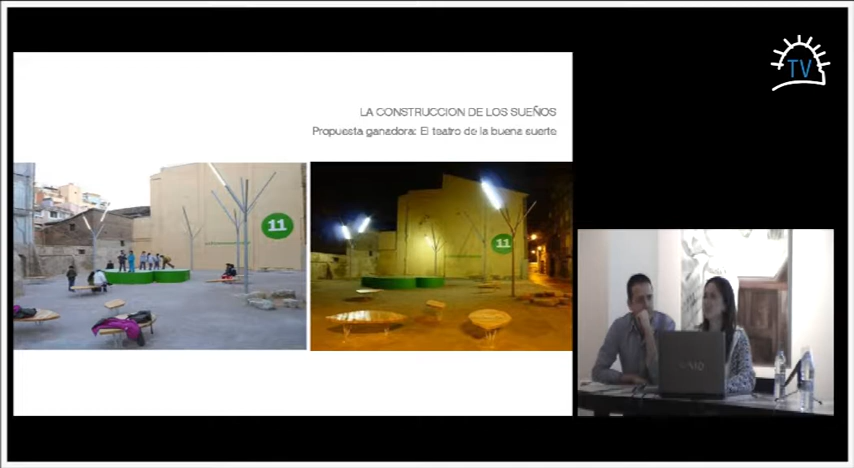 TV
LA CONSTRUCCION DE LOS SUEÑOS
Propuesta ganadora: El teatro de la buena suerte
11
11
VAIO